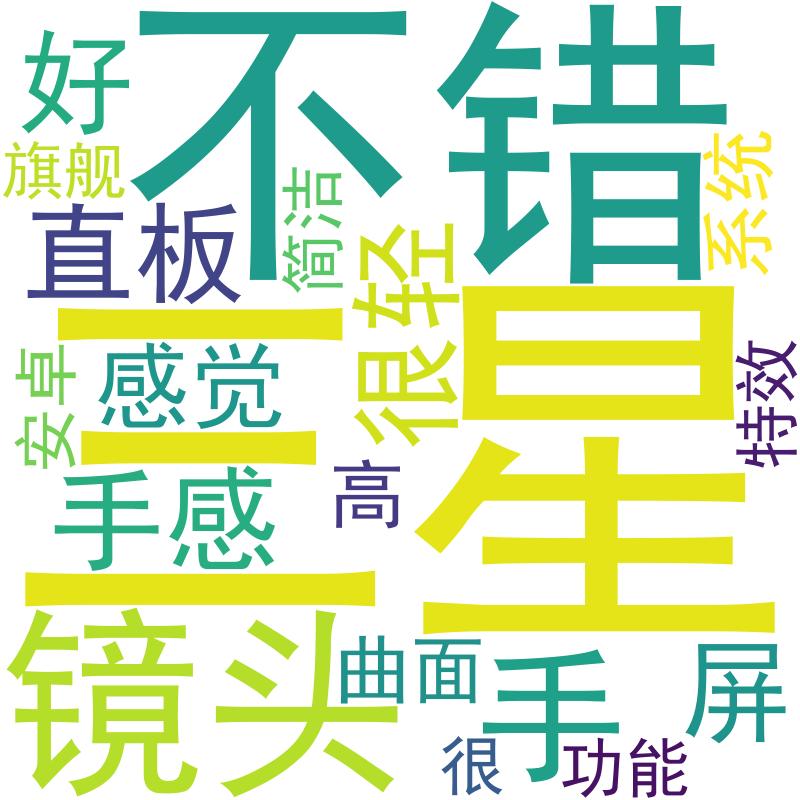 不错
好
旗舰
系统
简洁
直板
很轻
三星
感觉
安卓
特效
手感
高
镜头
曲面
手
屏
很
功能